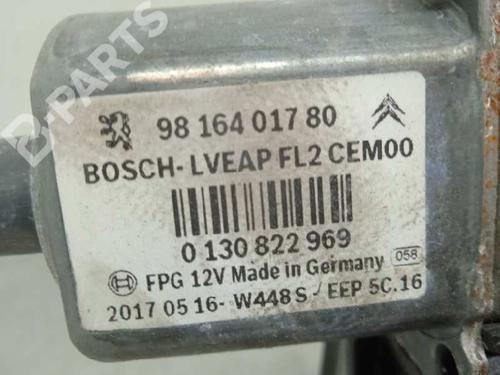 B-PARTS
98 164 017 80
BOSCH- LVEAP FL2 CEM00
0 130 822 969
FPG 12V Made in Germany 058
2017 05 16- W448 S - EEP 5C.16